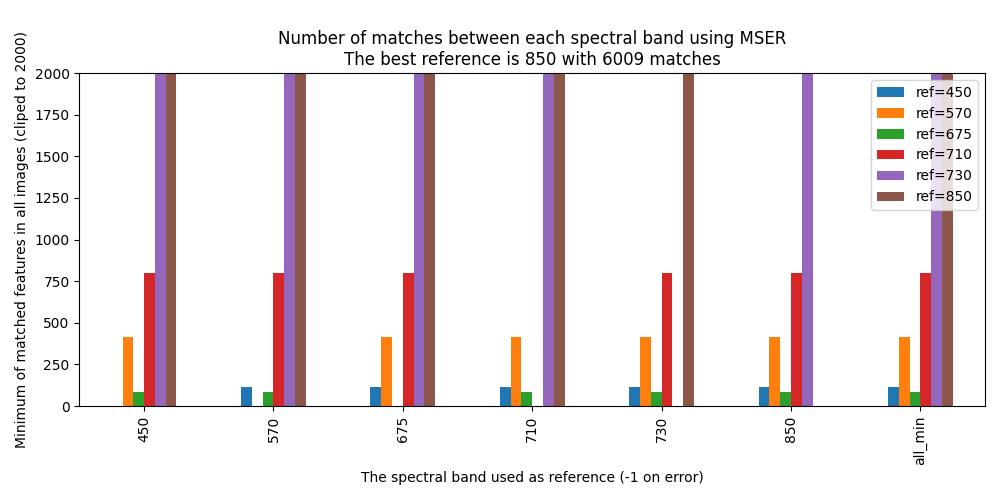 Number of matches between each spectral band using MSER
The best reference is 850 with 6009 matches
Minimum of matched features in all images (cliped to 2000)
2000
1750
1500
1250
1000
750
500
250
0
ref=450
ref=570
ref=675
ref=710
ref=730
ref=850
450
570
675
710
730
850
all_min
The spectral band used as reference (-1 on error)